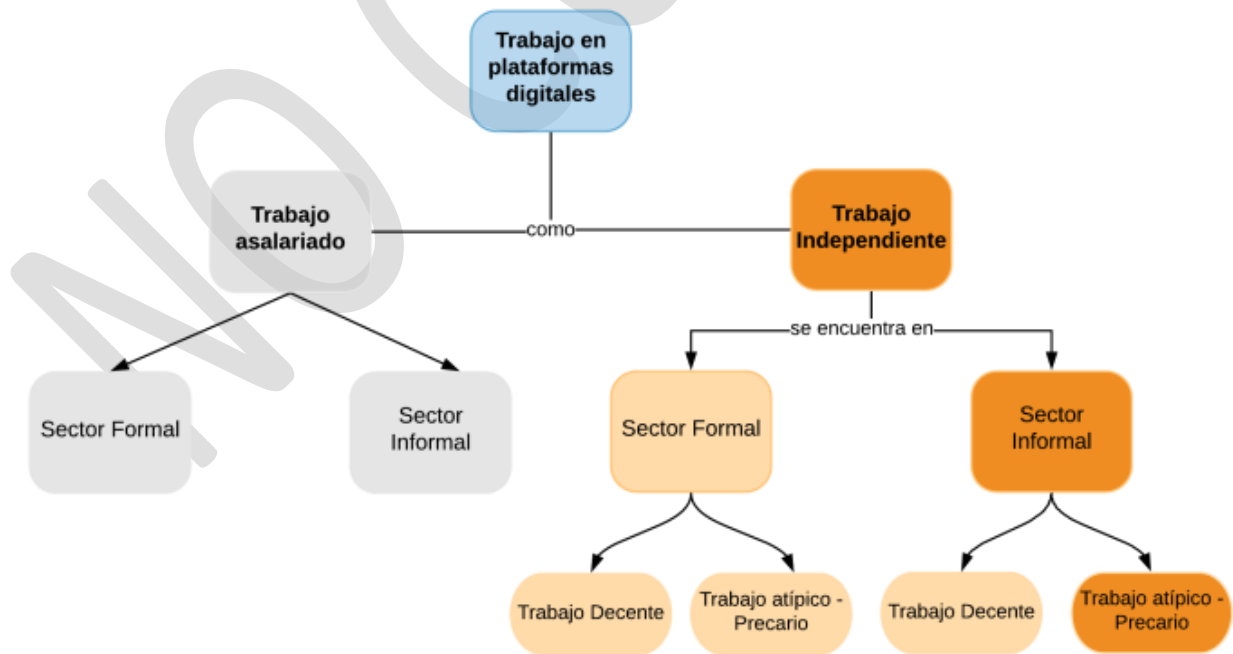 Trabajo en
plataformas
digitales
Trabajo
asalariado
como
Trabajo
Independiente
se encuentra en
Sector Formal
Sector
Informal
Sector Formal
Sector
Informal
Trabajo Decente
Trabajo atípico -
Precario
Trabajo Decente
Trabajo atípico -
Precario